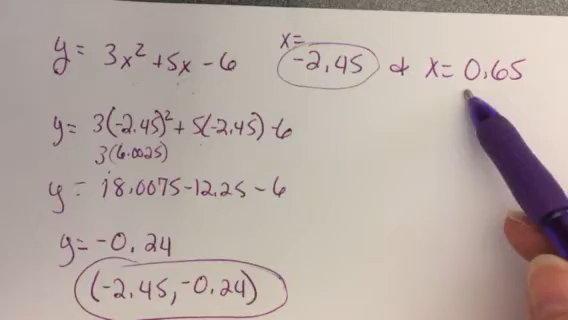 y = 3x² + 5x - 6
x= -2.45 & x = 0.65
y = 3(-2.45)² + 5(-2.45) - 6
3(6.0025)
y = 18.0075 - 12.25 - 6
y = -0.24
(-2.45, -0.24)